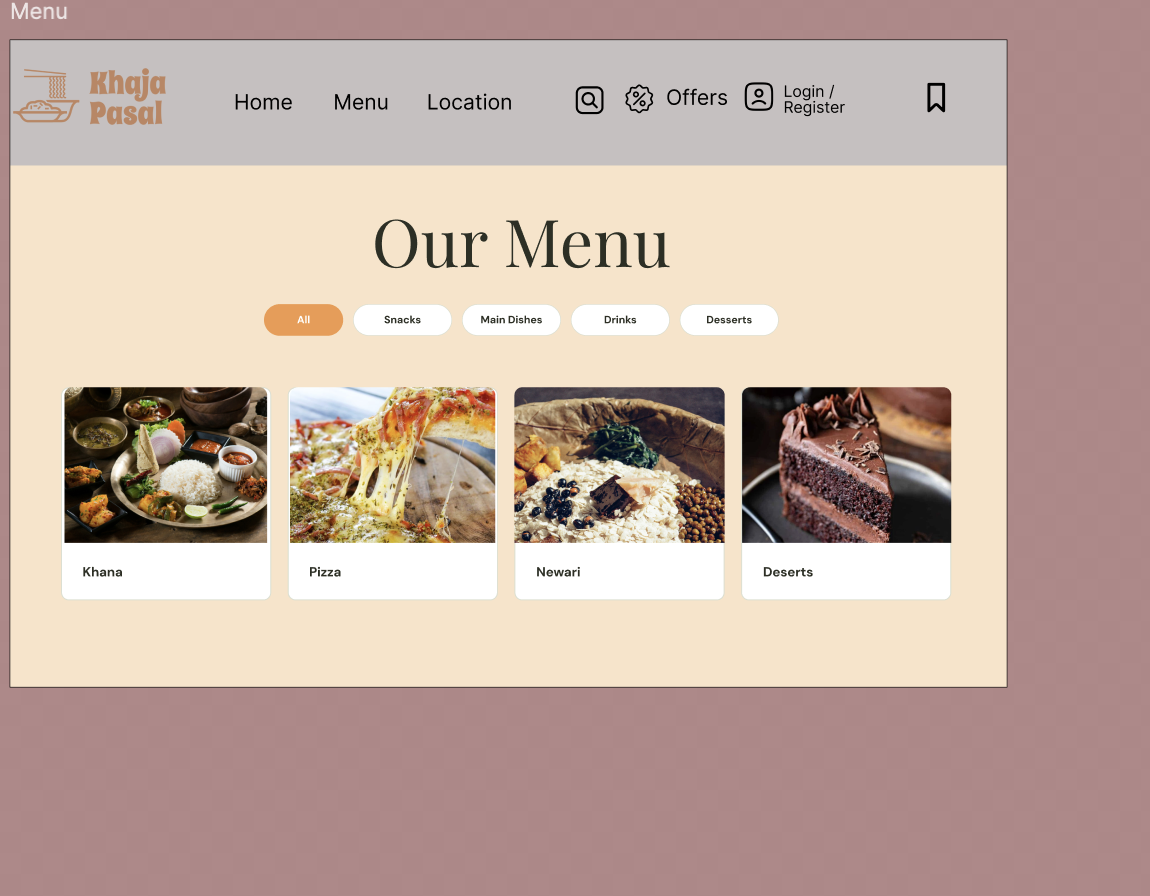 Menu
Khaja
Pasal
Home
Menu
Location
Offers
Login /
Register
Our Menu
All
Snacks
Main Dishes
Drinks
Desserts
Khana
Pizza
Newari
Deserts